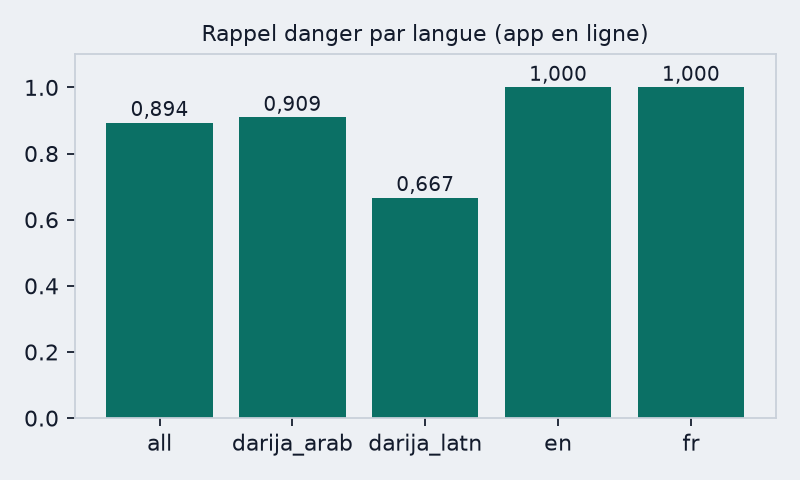 Rappel danger par langue (app en ligne)
1.0
0.8
0.6
0.4
0.2
0.0
0,894
0,909
0,667
1,000
1,000
all
darija_arab
darija_latn
en
fr